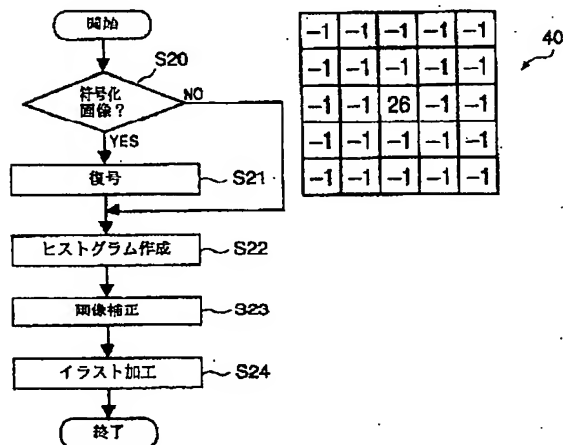 開始
S20
符号化
画像?
NO
YES
復号
S21
ヒストグラム作成
S22
画像補正
S23
イラスト加工
S24
終了
-1 -1 -1 -1 -1
-1 -1 -1 -1 -1
-1 -1 26 -1 -1
-1 -1 -1 -1 -1
-1 -1 -1 -1 -1
40